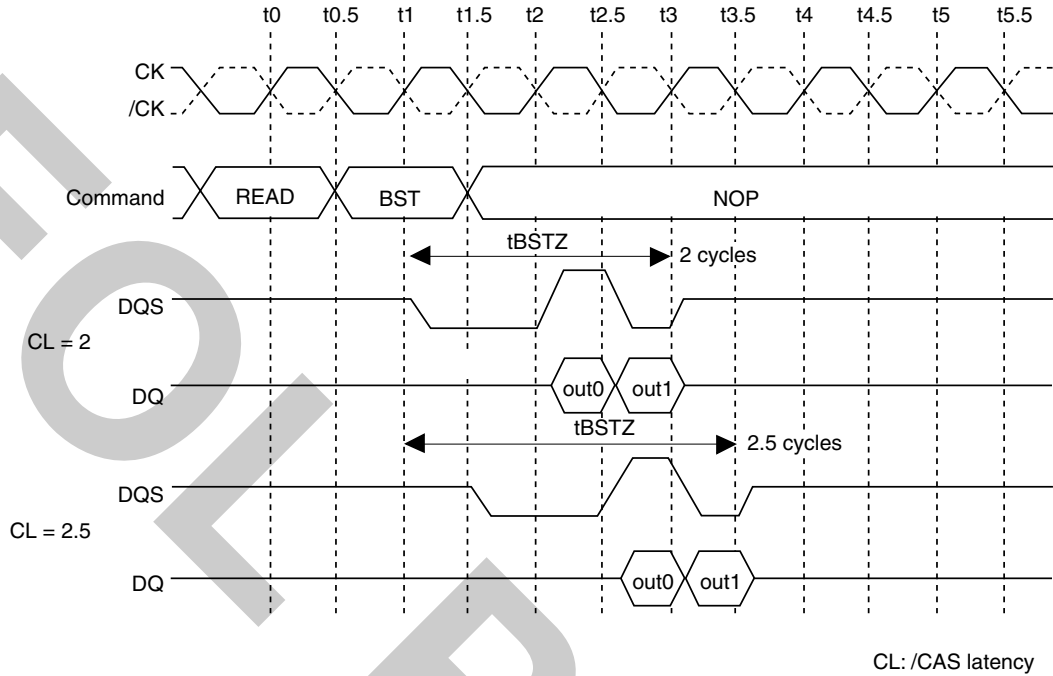 t0 t0.5 t1 t1.5 t2 t2.5 t3 t3.5 t4 t4.5 t5 t5.5
CK
/CK
Command READ BST NOP
tBSTZ 2 cycles
DQS
CL = 2
DQ out0 out1
tBSTZ
2.5 cycles
DQS
CL = 2.5
DQ out0 out1
CL: /CAS latency